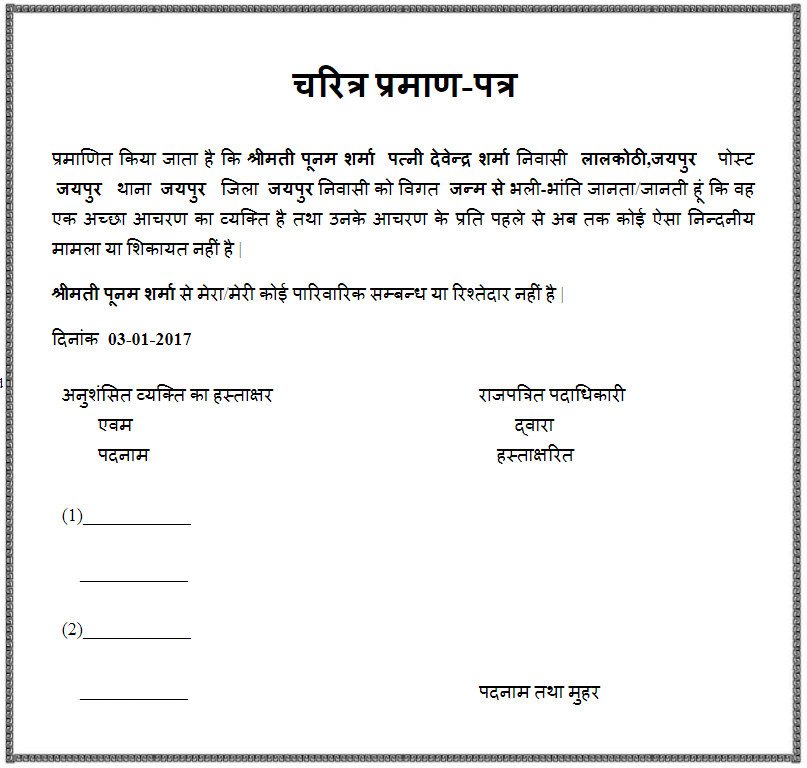 चरित्र प्रमाण-पत्र
प्रमाणित किया जाता है कि श्रीमती पूनम शर्मा पत्नी देवेन्द्र शर्मा निवासी लालकोठी,जयपुर पोस्ट
जयपुर थाना जयपुर जिला जयपुर निवासी को विगत जन्म से भली-भांति जानता/जानती हूं कि वह
एक अच्छा आचरण का व्यक्ति है तथा उनके आचरण के प्रति पहले से अब तक कोई ऐसा निन्दनीय
मामला या शिकायत नहीं है |
श्रीमती पूनम शर्मा से मेरा/मेरी कोई पारिवारिक सम्बन्ध या रिश्तेदार नहीं है |
दिनांक 03-01-2017
अनुशंसित व्यक्ति का हस्ताक्षर राजपत्रित पदाधिकारी
एवम द्वारा
पदनाम हस्ताक्षरित
(1)____________
____________
(2)____________
____________ पदनाम तथा मुहर